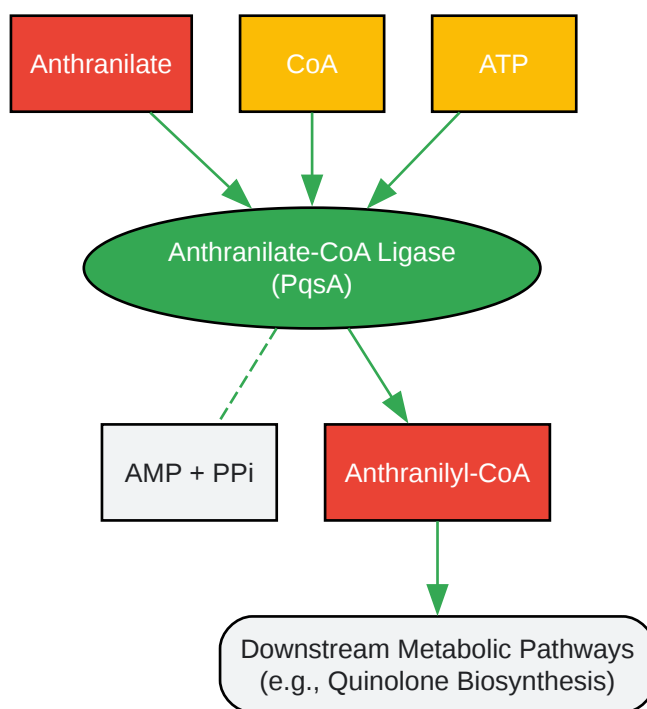 Anthranilate
CoA
ATP
Anthranilate-CoA Ligase
(PqsA)
AMP + PPi
Anthranilyl-CoA
Downstream Metabolic Pathways
(e.g., Quinolone Biosynthesis)